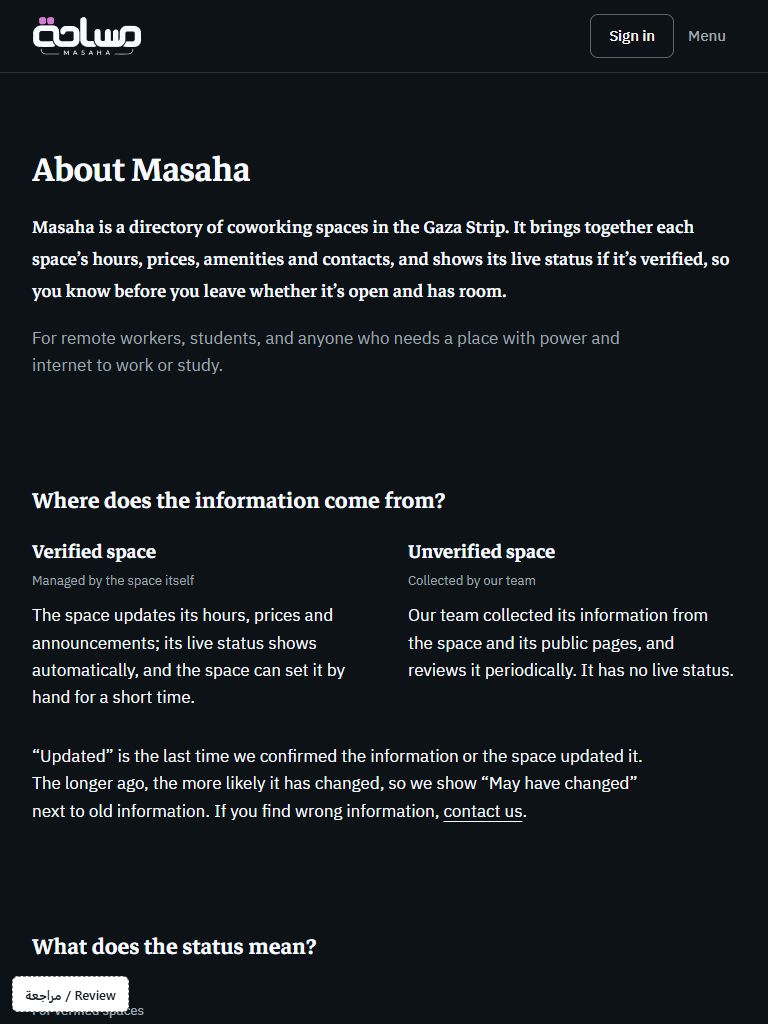 مساحة
MASAHA
Sign in
Menu
About Masaha
Masaha is a directory of coworking spaces in the Gaza Strip. It brings together each
space’s hours, prices, amenities and contacts, and shows its live status if it’s verified, so
you know before you leave whether it’s open and has room.
For remote workers, students, and anyone who needs a place with power and
internet to work or study.
Where does the information come from?
Verified space
Managed by the space itself
The space updates its hours, prices and
announcements; its live status shows
automatically, and the space can set it by
hand for a short time.
Unverified space
Collected by our team
Our team collected its information from
the space and its public pages, and
reviews it periodically. It has no live status.
“Updated” is the last time we confirmed the information or the space updated it.
The longer ago, the more likely it has changed, so we show “May have changed”
next to old information. If you find wrong information, contact us.
What does the status mean?
مراجعة / Review
For verified spaces